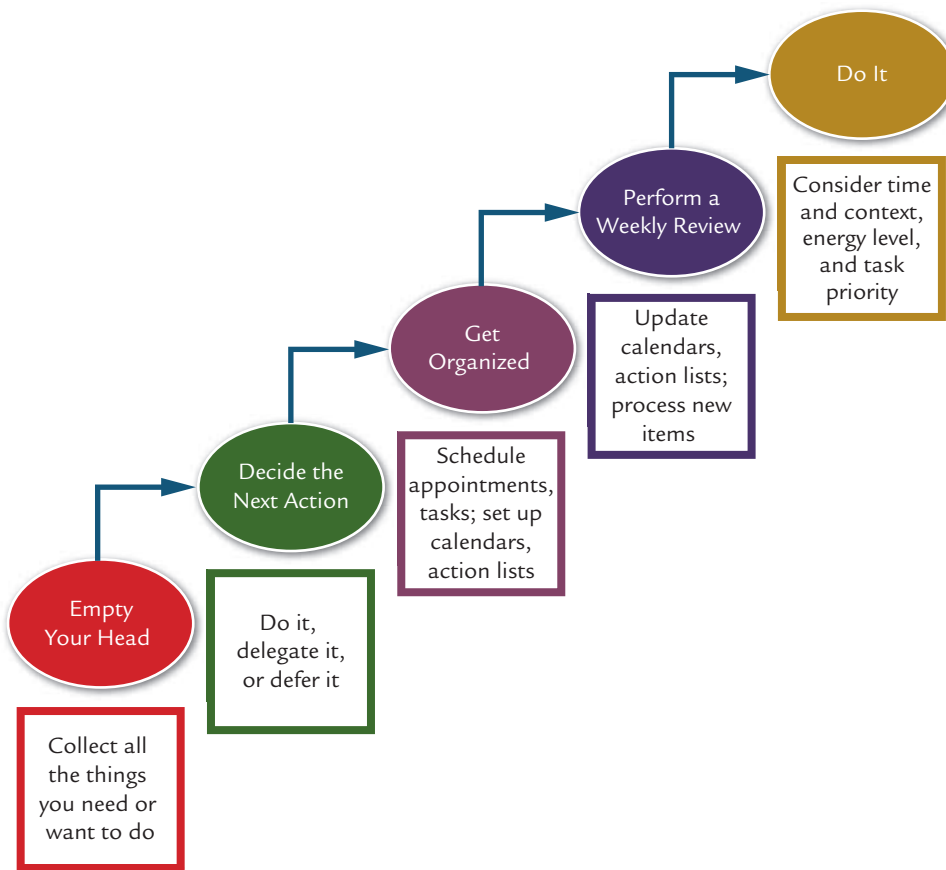 Empty
Your Head
Collect all
the things
you need or
want to do
Decide the
Next Action
Do it,
delegate it,
or defer it
Get
Organized
Schedule
appointments,
tasks; set up
calendars,
action lists
Perform a
Weekly Review
Update
calendars,
action lists;
process new
items
Do It
Consider time
and context,
energy level,
and task
priority